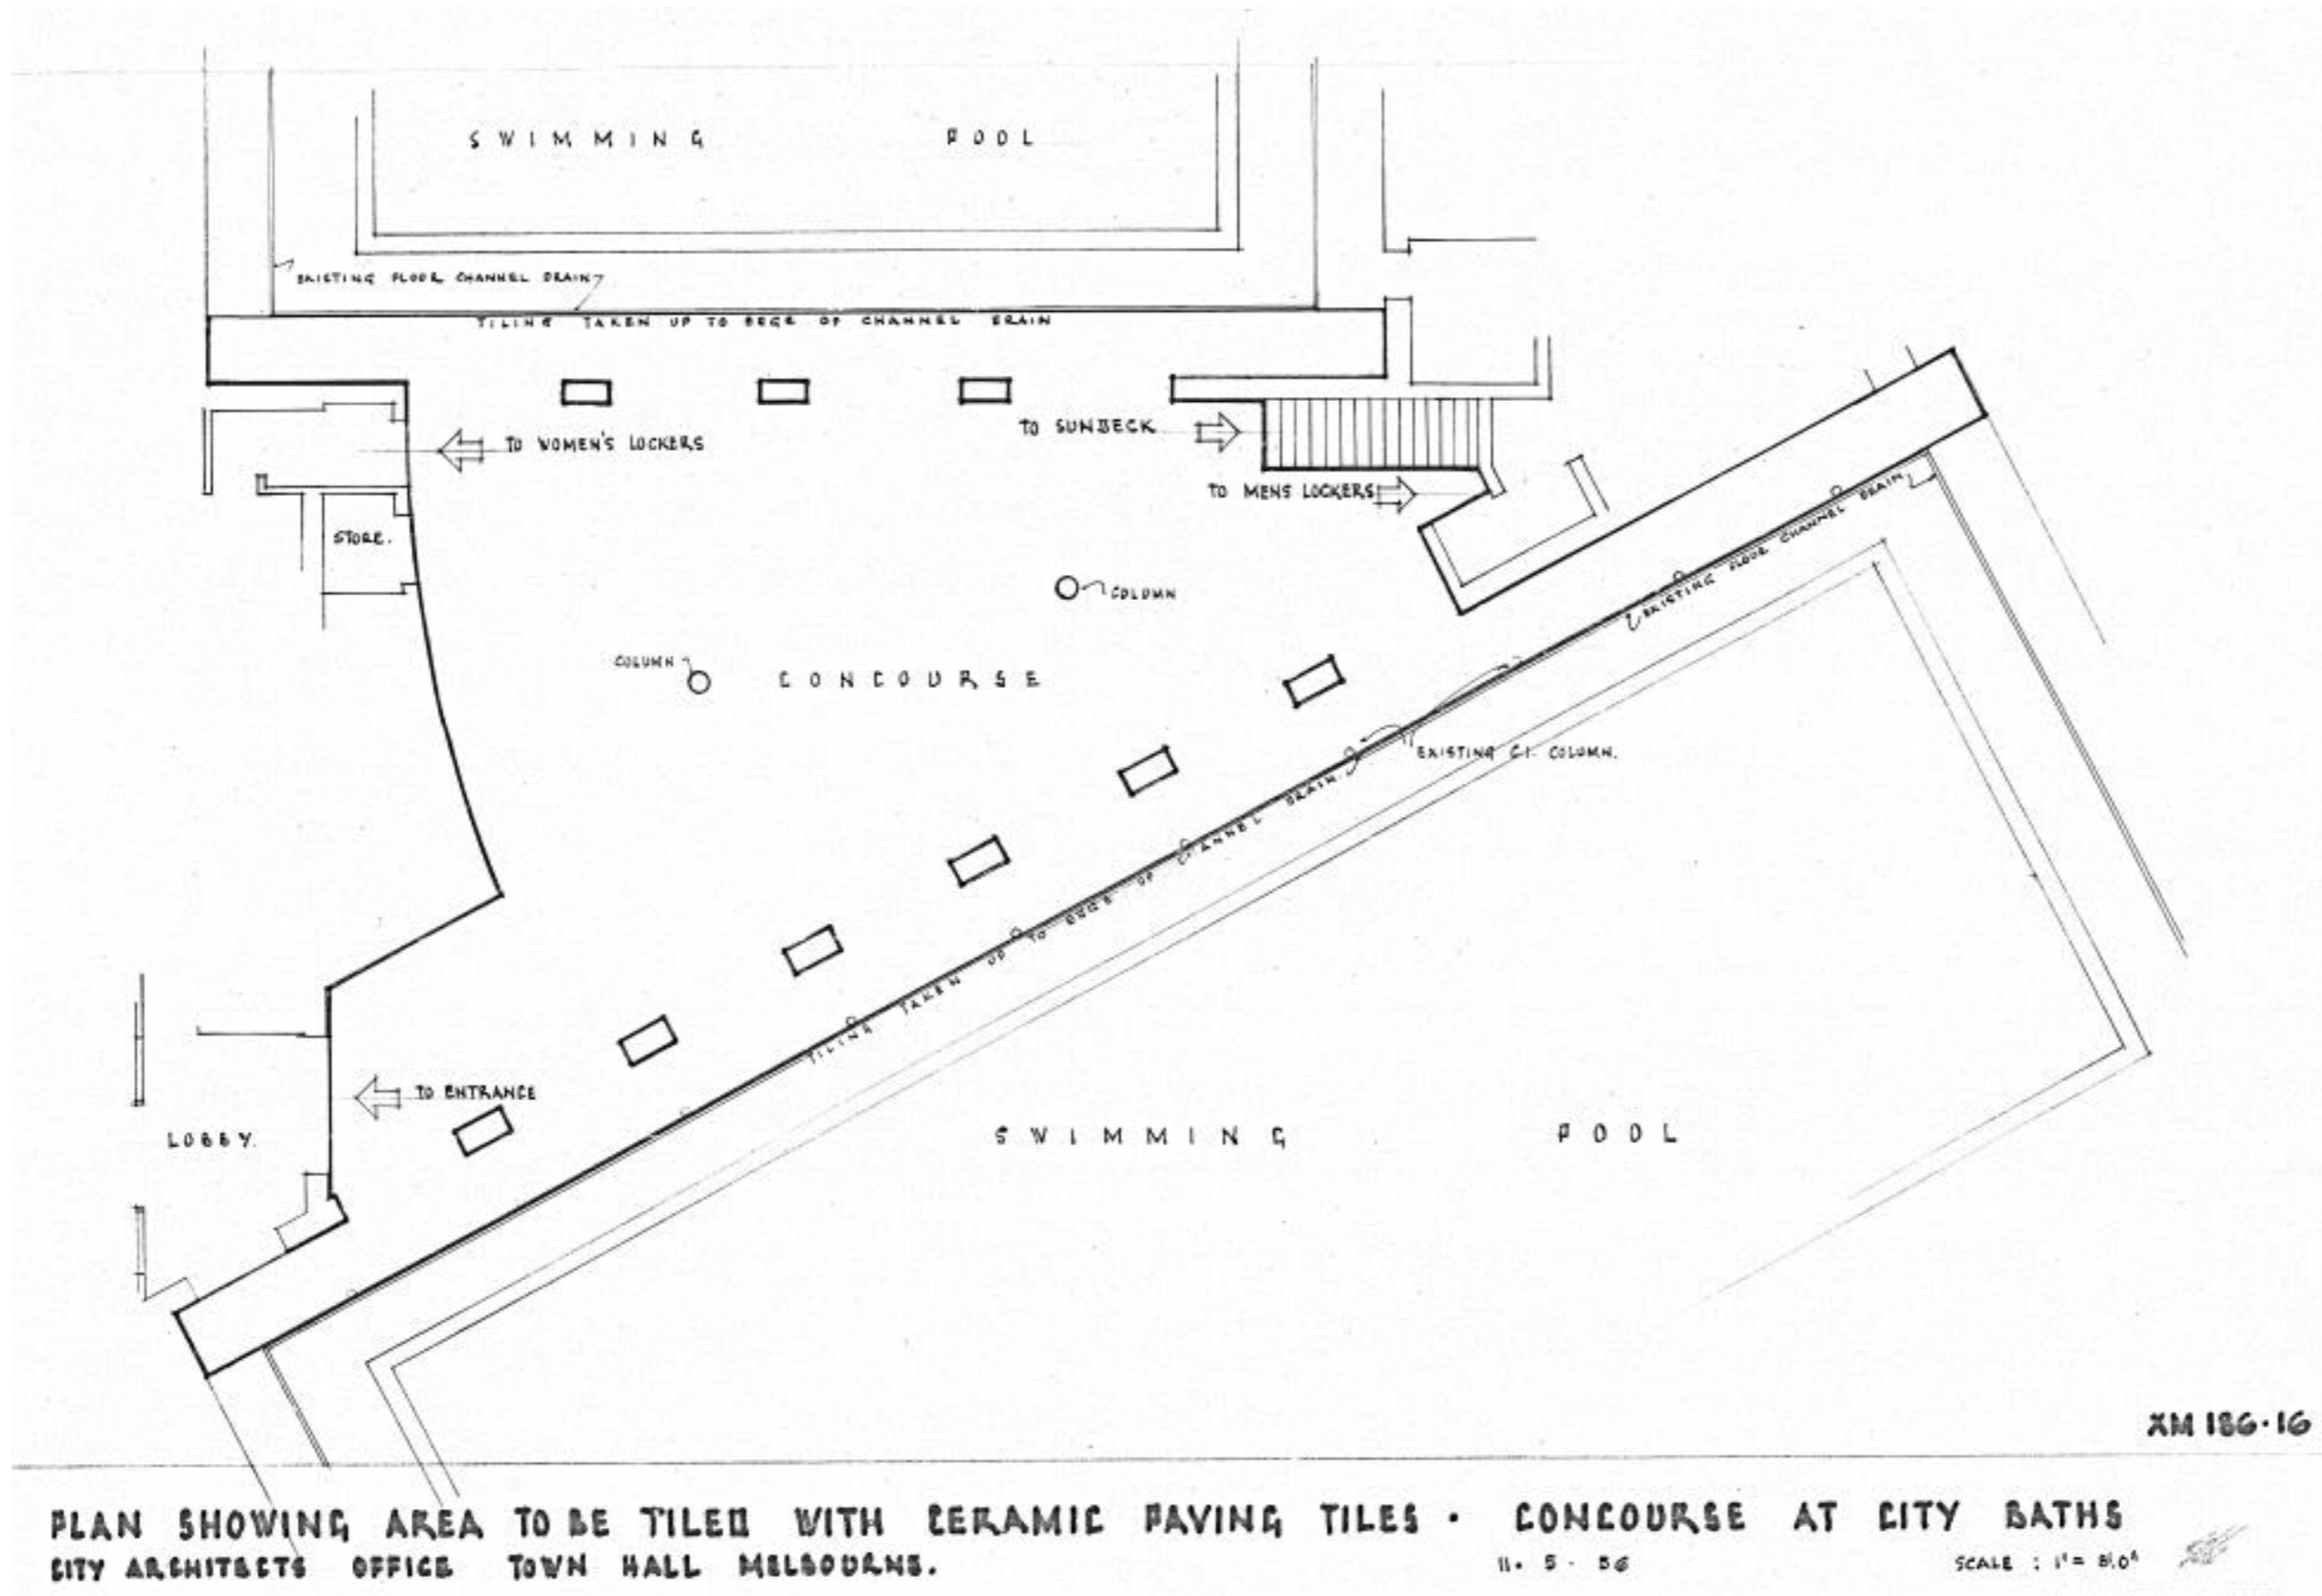 SWIMMING POOL
EXISTING FLOOR CHANNEL DRAIN
TILING TAKEN UP TO EDGE OF CHANNEL DRAIN
TO WOMEN'S LOCKERS
TO SUNDECK
TO MENS LOCKERS
STORE.
EXISTING FLOOR CHANNEL DRAIN
COLUMN
COLUMN
CONCOURSE
EXISTING C.I. COLUMN.
TILING TAKEN UP TO EDGE OF CHANNEL DRAIN.
TO ENTRANCE
LOBBY.
SWIMMING POOL
XM 186·16
PLAN SHOWING AREA TO BE TILED WITH CERAMIC PAVING TILES · CONCOURSE AT CITY BATHS
CITY ARCHITECTS OFFICE TOWN HALL MELBOURNE. 11. 5 - 56 SCALE : 1" = 8'.0"